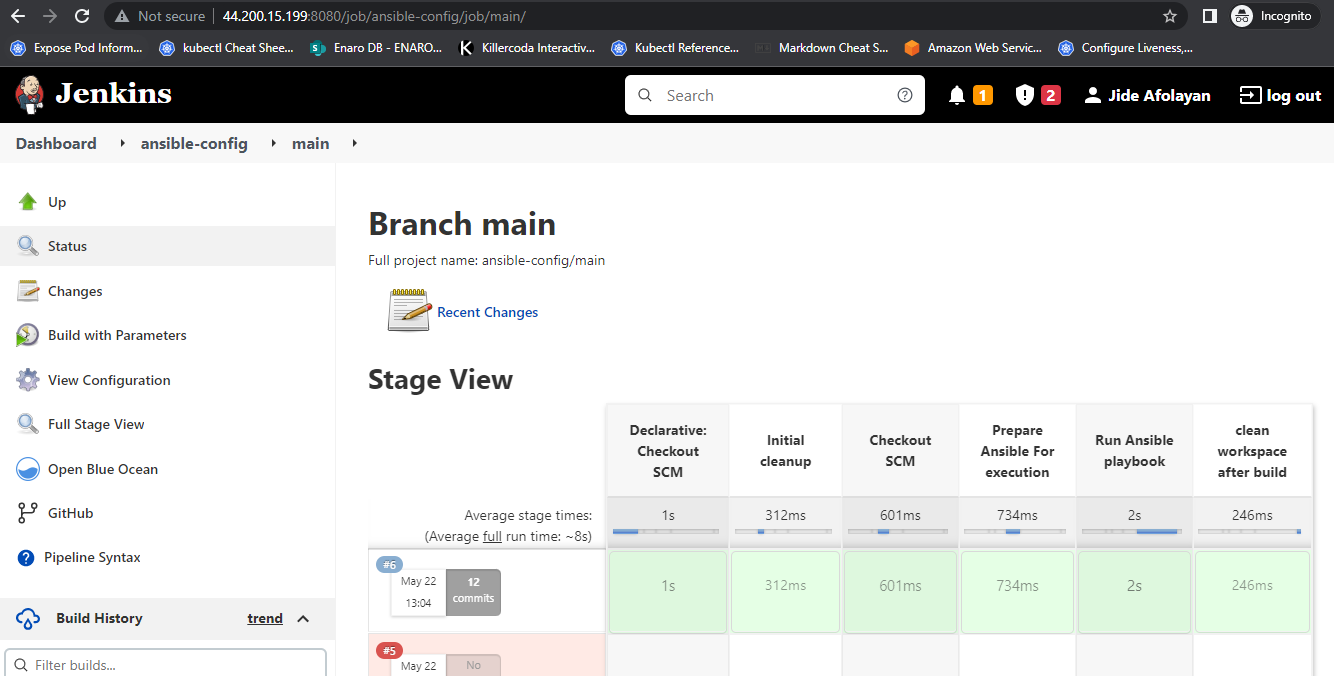 Not secure | 44.200.15.199:8080/job/ansible-config/job/main/
Incognito
Expose Pod Inform...
kubectl Cheat Shee...
Enaro DB - ENARO...
Killercoda Interactiv...
Kubectl Reference...
Markdown Cheat S...
Amazon Web Servic...
Configure Liveness,...
Jenkins
Search
1
2
Jide Afolayan
log out
Dashboard
ansible-config
main
Up
Status
Changes
Build with Parameters
View Configuration
Full Stage View
Open Blue Ocean
GitHub
Pipeline Syntax
Build History
trend
Filter builds...
Branch main
Full project name: ansible-config/main
Recent Changes
Stage View
Declarative:
Checkout
SCM
Initial
cleanup
Checkout
SCM
Prepare
Ansible For
execution
Run Ansible
playbook
clean
workspace
after build
Average stage times:
(Average full run time: ~8s)
1s
312ms
601ms
734ms
2s
246ms
#6
May 22
13:04
12
commits
1s
312ms
601ms
734ms
2s
246ms
#5
May 22
No